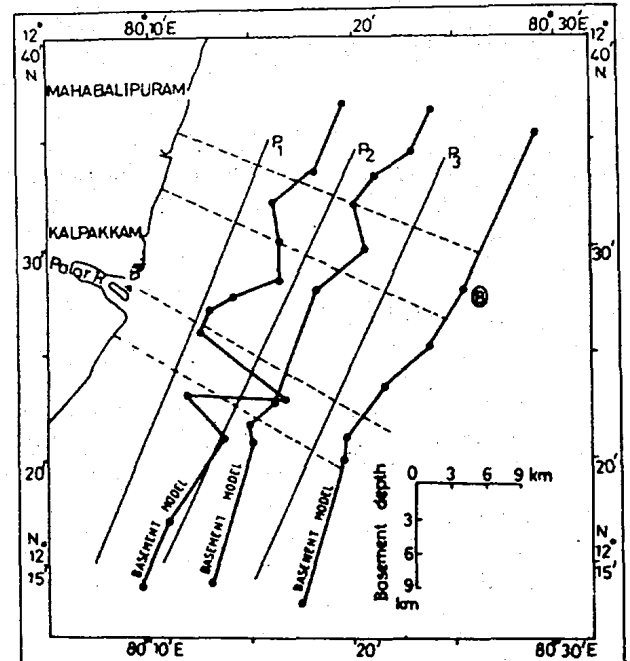 80°10'E
20'
80°30'E
12°
40'
N
12°
40'
N
MAHABALIPURAM
P1
P2
P3
KALPAKKAM
30'
30'
Palar R
20'
20'
0 3 6 9 km
Basement depth
3
6
9
km
BASEMENT MODEL
BASEMENT MODEL
BASEMENT MODEL
N
12°
15'
N
12°
15'
80°10'E
20'
80°30'E